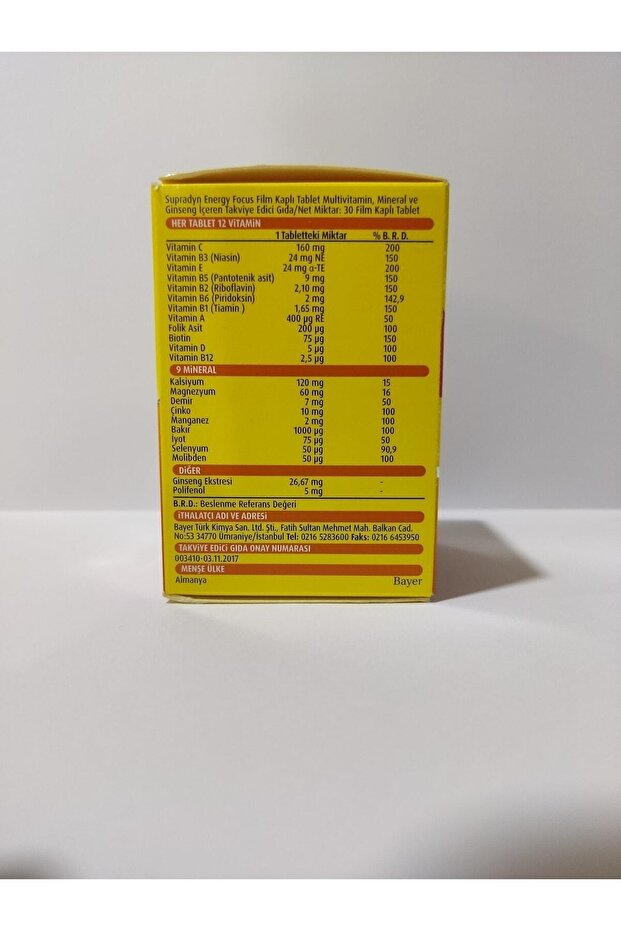 Supradyn Energy Focus Film Kaplı Tablet Multivitamin, Mineral ve
Ginseng İçeren Takviye Edici Gıda/Net Miktar: 30 Film Kaplı Tablet
HER TABLET 12 VİTAMİN
1 Tabletteki Miktar % B. R. D.
Vitamin C 160 mg 200
Vitamin B3 (Niasin) 24 mg NE 150
Vitamin E 24 mg α-TE 200
Vitamin B5 (Pantotenik asit) 9 mg 150
Vitamin B2 (Riboflavin) 2,10 mg 150
Vitamin B6 (Piridoksin) 2 mg 142,9
Vitamin B1 (Tiamin ) 1,65 mg 150
Vitamin A 400 µg RE 50
Folik Asit 200 µg 100
Biotin 75 µg 150
Vitamin D 5 µg 100
Vitamin B12 2,5 µg 100
9 MİNERAL
Kalsiyum 120 mg 15
Magnezyum 60 mg 16
Demir 7 mg 50
Çinko 10 mg 100
Manganez 2 mg 100
Bakır 1000 µg 100
İyot 75 µg 50
Selenyum 50 µg 90,9
Molibden 50 µg 100
DİĞER
Ginseng Ekstresi 26,67 mg -
Polifenol 5 mg -
B.R.D.: Beslenme Referans Değeri
İTHALATÇI ADI VE ADRESİ
Bayer Türk Kimya San. Ltd. Şti., Fatih Sultan Mehmet Mah. Balkan Cad.
No:53 34770 Ümraniye/İstanbul Tel: 0216 5283600 Faks: 0216 6453950
TAKVİYE EDİCİ GIDA ONAY NUMARASI
003410-03.11.2017
MENŞE ÜLKE
Almanya Bayer